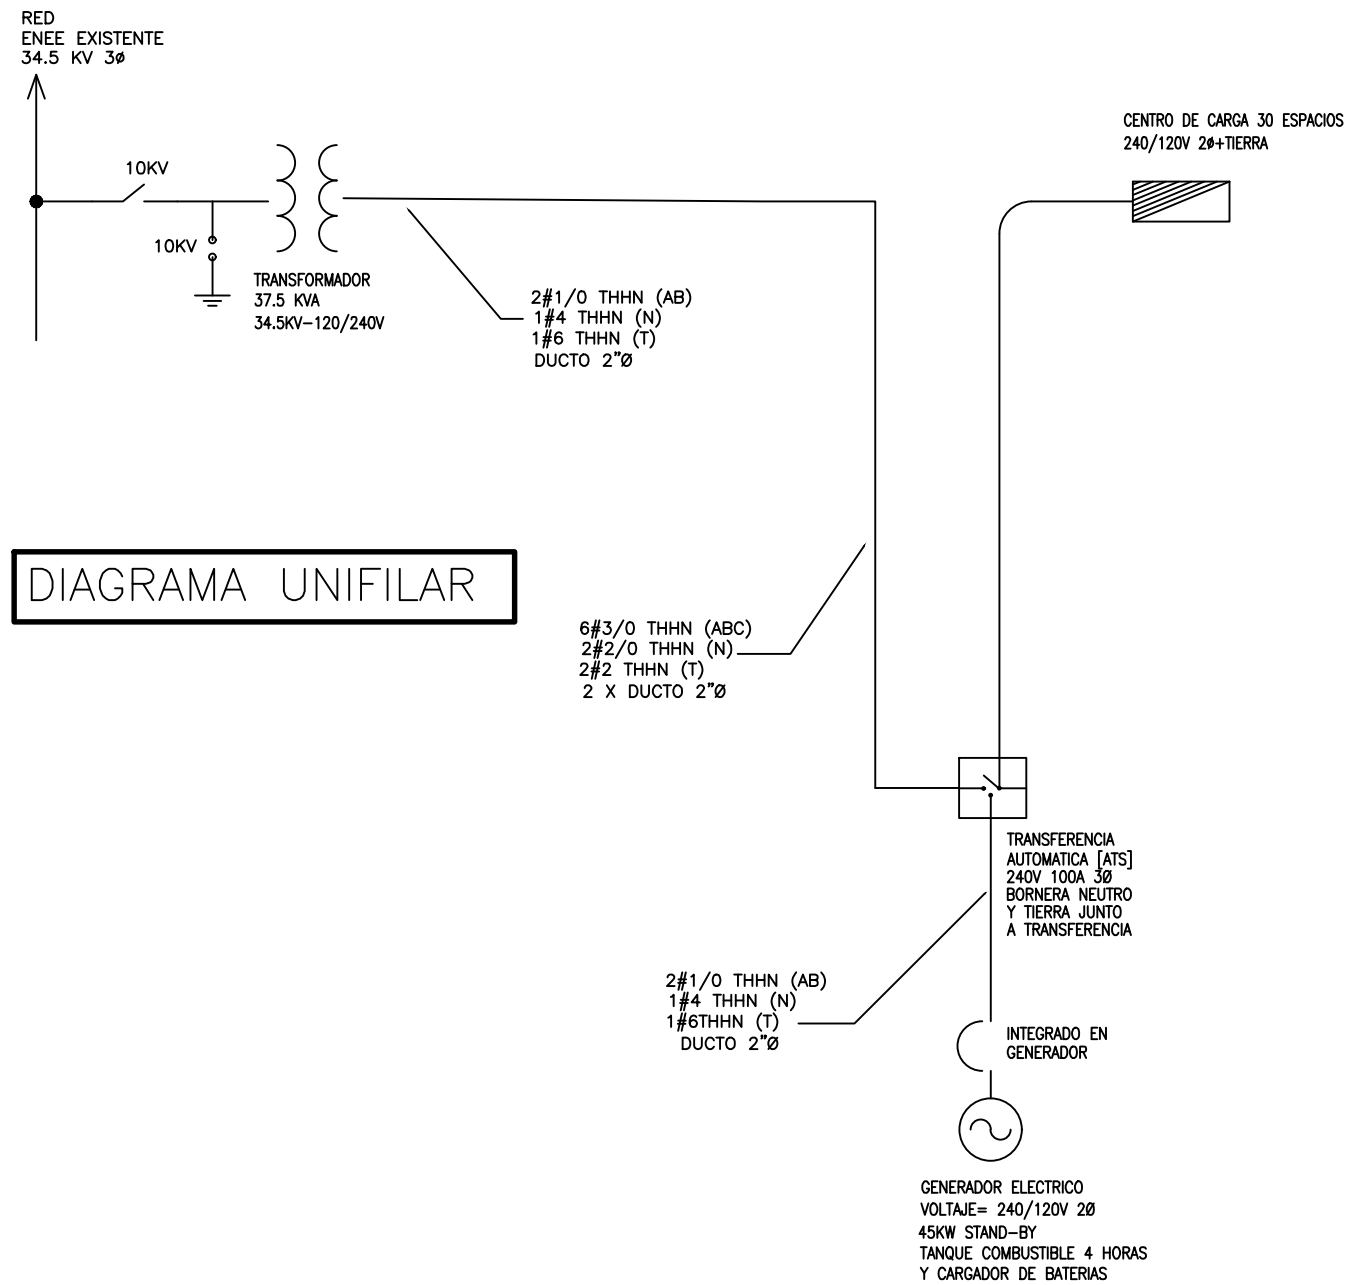 RED
ENEE EXISTENTE
34.5 KV 3ø
10KV
10KV
TRANSFORMADOR
37.5 KVA
34.5KV-120/240V
2#1/0 THHN (AB)
1#4 THHN (N)
1#6 THHN (T)
DUCTO 2"Ø
CENTRO DE CARGA 30 ESPACIOS
240/120V 2ø+TIERRA
DIAGRAMA UNIFILAR
6#3/0 THHN (ABC)
2#2/0 THHN (N)
2#2 THHN (T)
2 X DUCTO 2"Ø
TRANSFERENCIA
AUTOMATICA [ATS]
240V 100A 3Ø
BORNERA NEUTRO
Y TIERRA JUNTO
A TRANSFERENCIA
2#1/0 THHN (AB)
1#4 THHN (N)
1#6THHN (T)
DUCTO 2"Ø
INTEGRADO EN
GENERADOR
GENERADOR ELECTRICO
VOLTAJE= 240/120V 2Ø
45KW STAND-BY
TANQUE COMBUSTIBLE 4 HORAS
Y CARGADOR DE BATERIAS